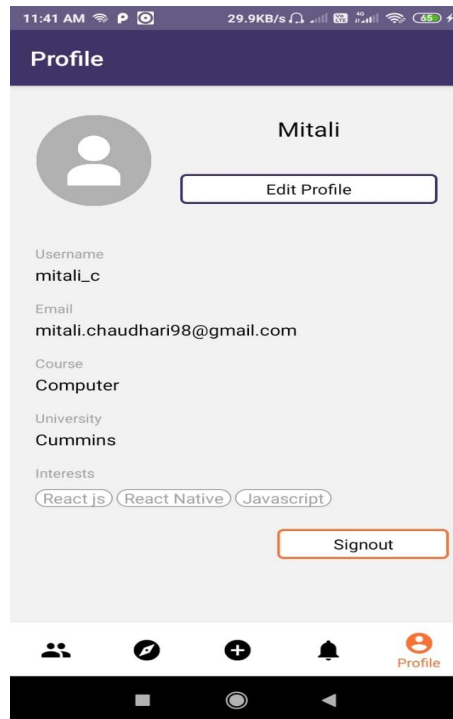 11:41 AM 29.9KB/s 4G 65
Profile
Mitali
Edit Profile
Username
mitali_c
Email
mitali.chaudhari98@gmail.com
Course
Computer
University
Cummins
Interests
React js React Native Javascript
Signout
Profile